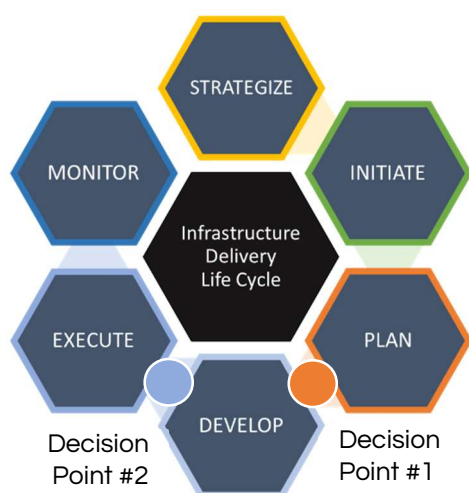 STRATEGIZE
MONITOR
INITIATE
Infrastructure
Delivery
Life Cycle
EXECUTE
PLAN
DEVELOP
Decision
Point #2
Decision
Point #1